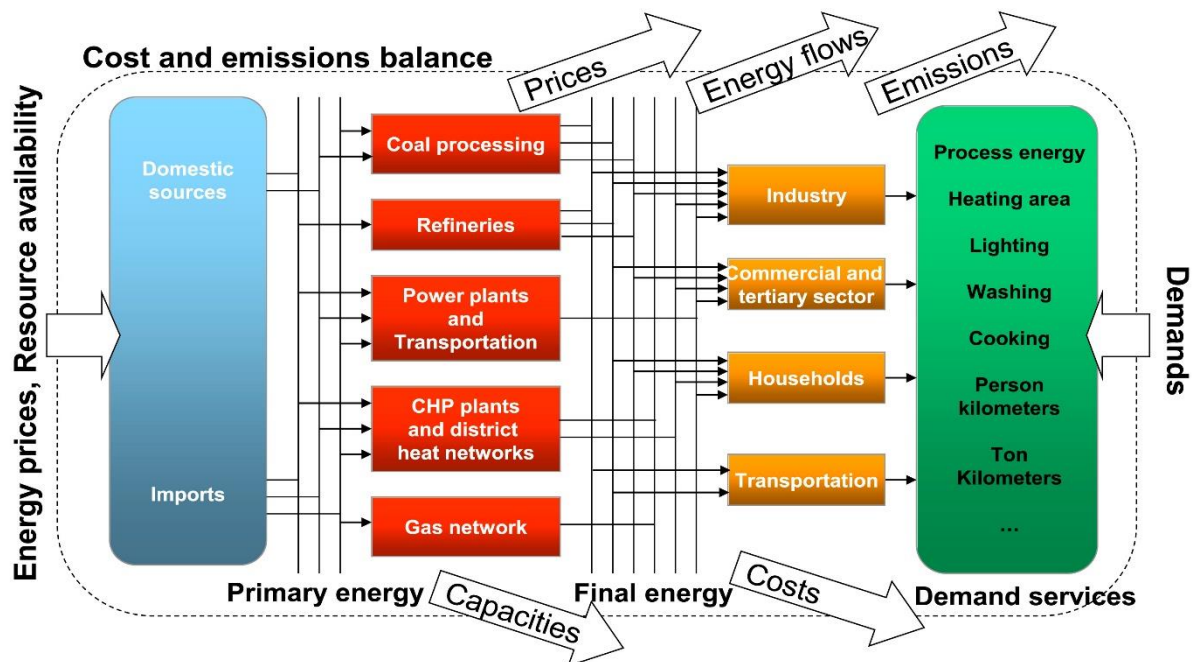 Cost and emissions balance
Prices
Energy flows
Emissions
Energy prices, Resource availability
Domestic
sources
Imports
Coal processing
Refineries
Power plants
and
Transportation
CHP plants
and district
heat networks
Gas network
Industry
Commercial and
tertiary sector
Households
Transportation
Process energy
Heating area
Lighting
Washing
Cooking
Person
kilometers
Ton
Kilometers
...
Demands
Primary energy
Capacities
Final energy
Costs
Demand services